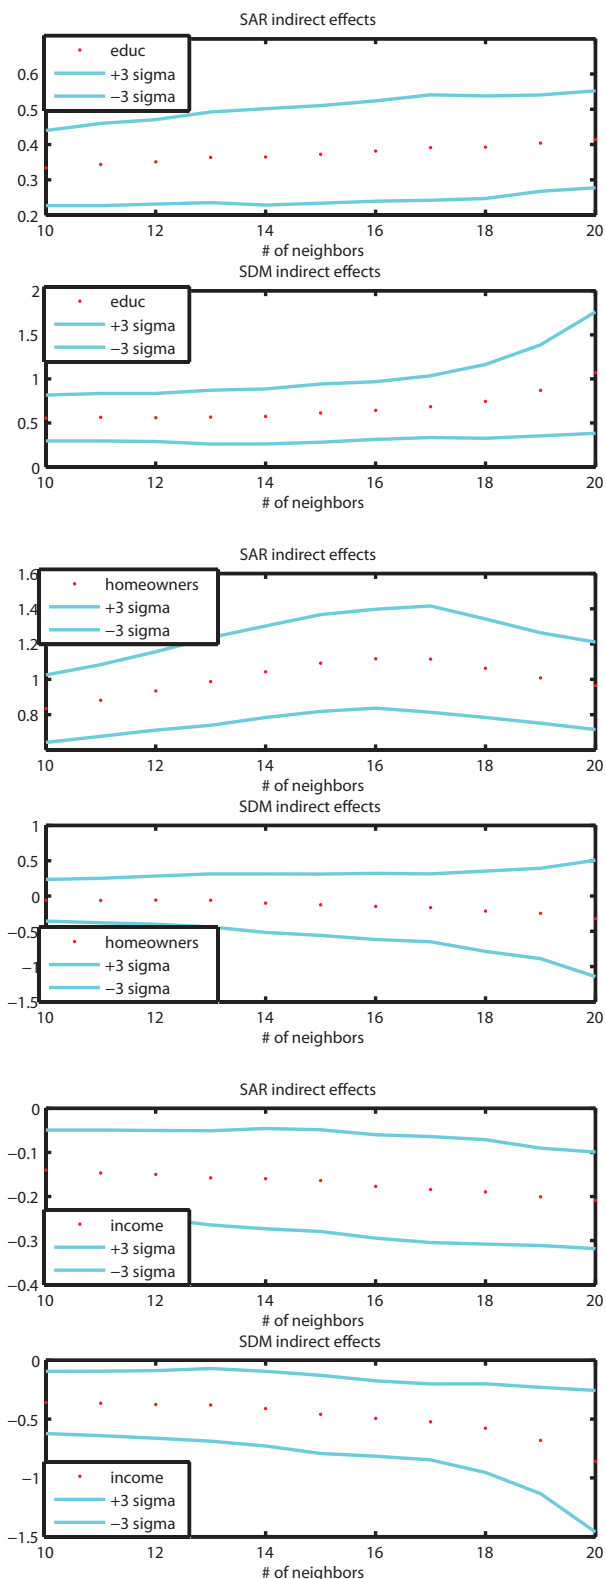 SAR indirect effects
educ
+3 sigma
−3 sigma
0.6
0.5
0.4
0.3
0.2
10 12 14 16 18 20
# of neighbors
SDM indirect effects
educ
+3 sigma
−3 sigma
2
1.5
1
0.5
0
10 12 14 16 18 20
# of neighbors
SAR indirect effects
homeowners
+3 sigma
−3 sigma
1.6
1.4
1.2
1
0.8
10 12 14 16 18 20
# of neighbors
SDM indirect effects
1
0.5
0
−0.5
−1
−1.5
homeowners
+3 sigma
−3 sigma
10 12 14 16 18 20
# of neighbors
SAR indirect effects
0
−0.1
−0.2
−0.3
−0.4
income
+3 sigma
−3 sigma
10 12 14 16 18 20
# of neighbors
SDM indirect effects
0
−0.5
−1
−1.5
income
+3 sigma
−3 sigma
10 12 14 16 18 20
# of neighbors